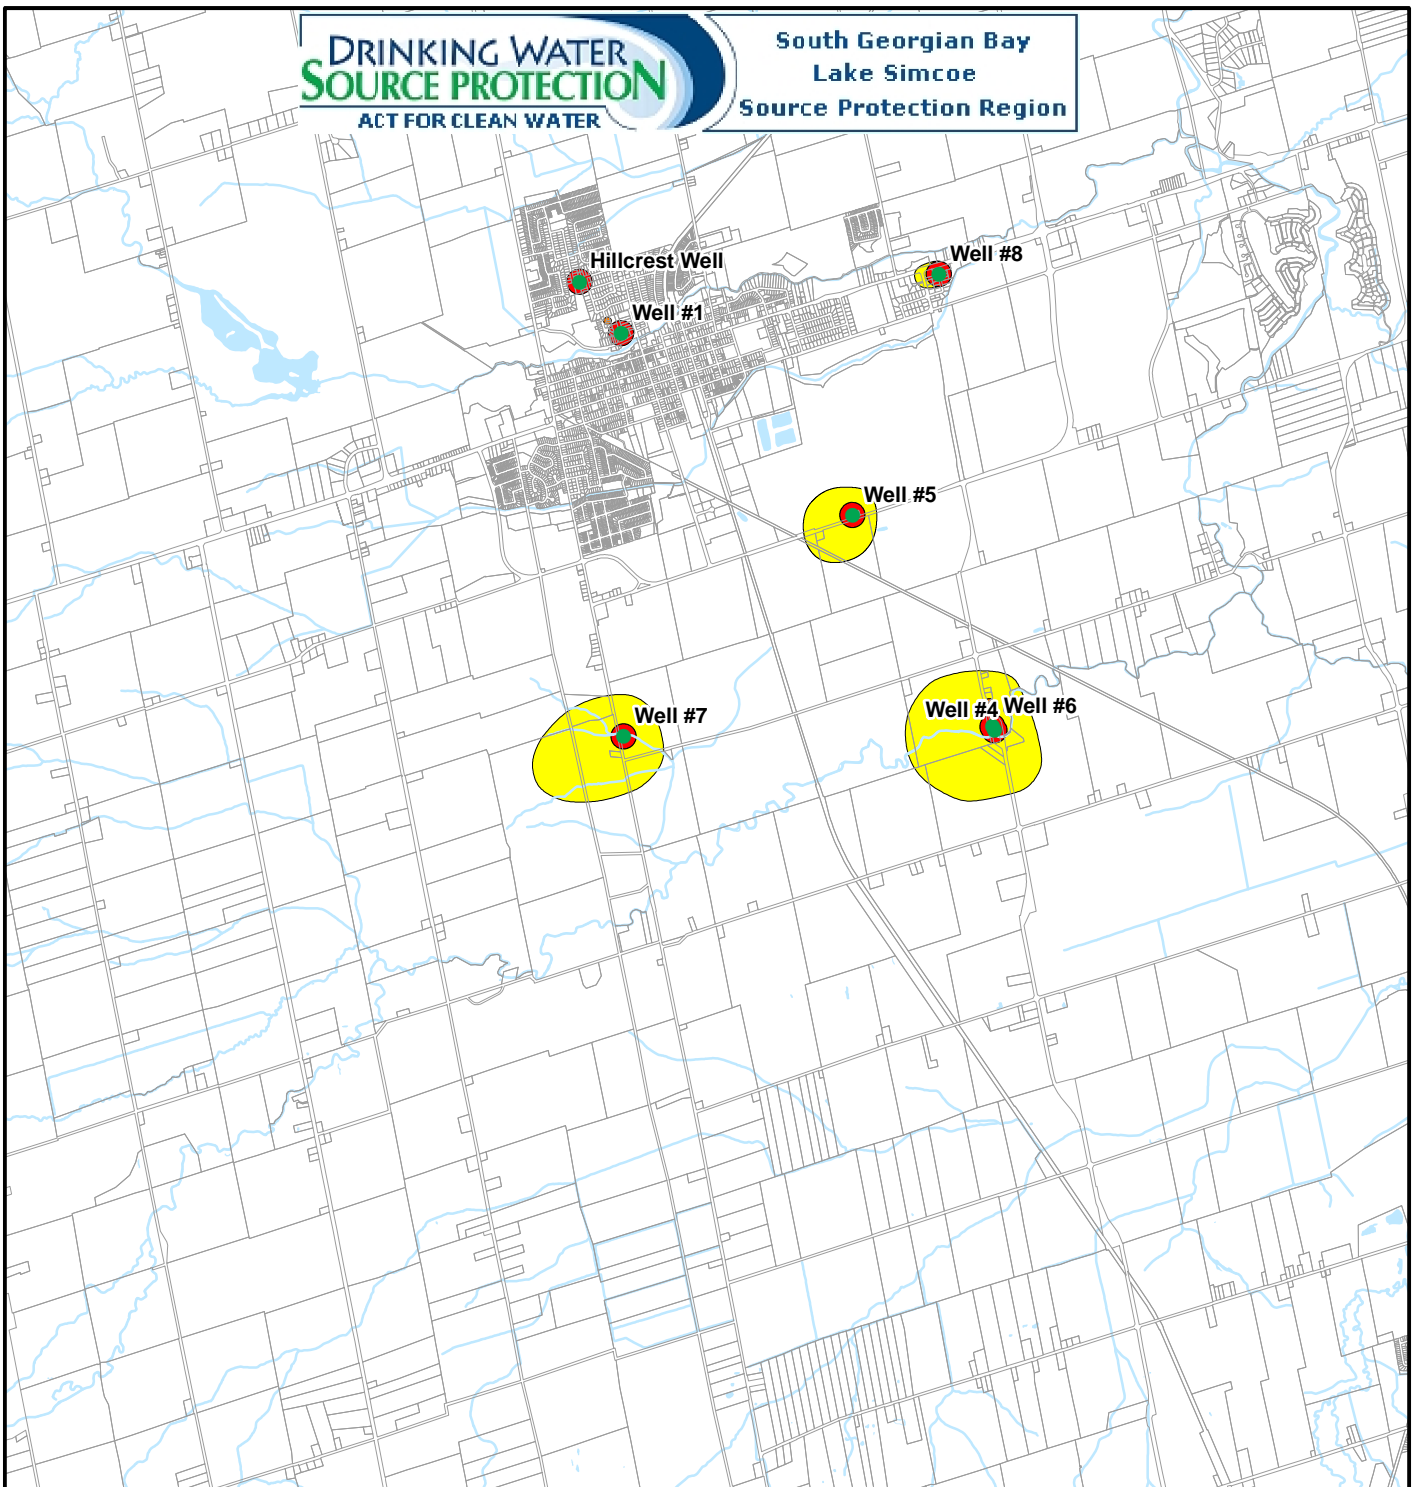 DRINKING WATER
SOURCE PROTECTION
ACT FOR CLEAN WATER
South Georgian Bay
Lake Simcoe
Source Protection Region
Hillcrest Well
Well #8
Well #1
Well #5
Well #7
Well #4
Well #6